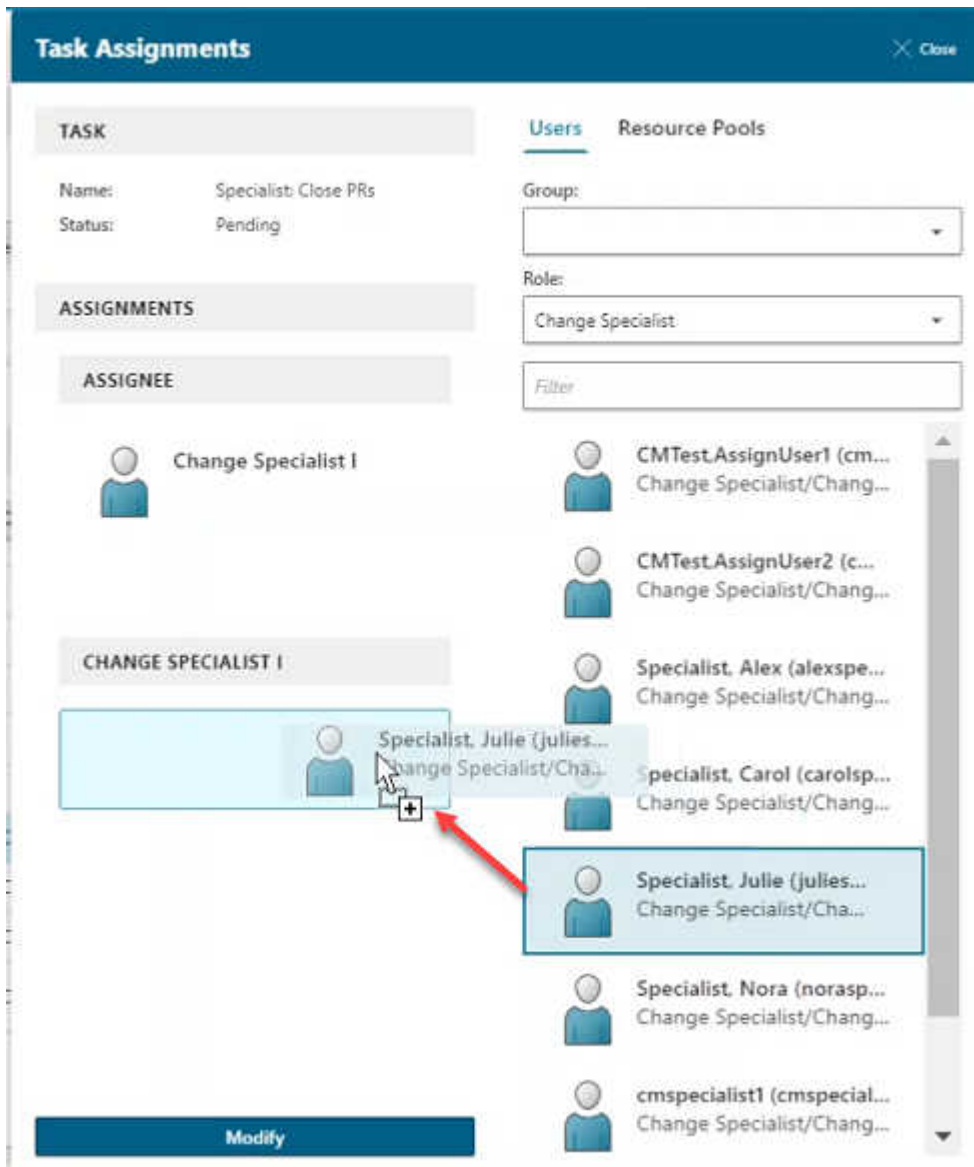 Task Assignments
Close
TASK
Name: Specialist: Close PRs
Status: Pending
ASSIGNMENTS
ASSIGNEE
Change Specialist I
CHANGE SPECIALIST I
Specialist, Julie (julies...
Change Specialist/Cha...
Modify
Users Resource Pools
Group:
Role:
Change Specialist
Filter
CMTest.AssignUser1 (cm...
Change Specialist/Chang...
CMTest.AssignUser2 (c...
Change Specialist/Chang...
Specialist, Alex (alexspe...
Change Specialist/Chang...
Specialist, Carol (carolsp...
Change Specialist/Chang...
Specialist, Julie (julies...
Change Specialist/Cha...
Specialist, Nora (norasp...
Change Specialist/Chang...
cmspecialist1 (cmspecial...
Change Specialist/Chang...